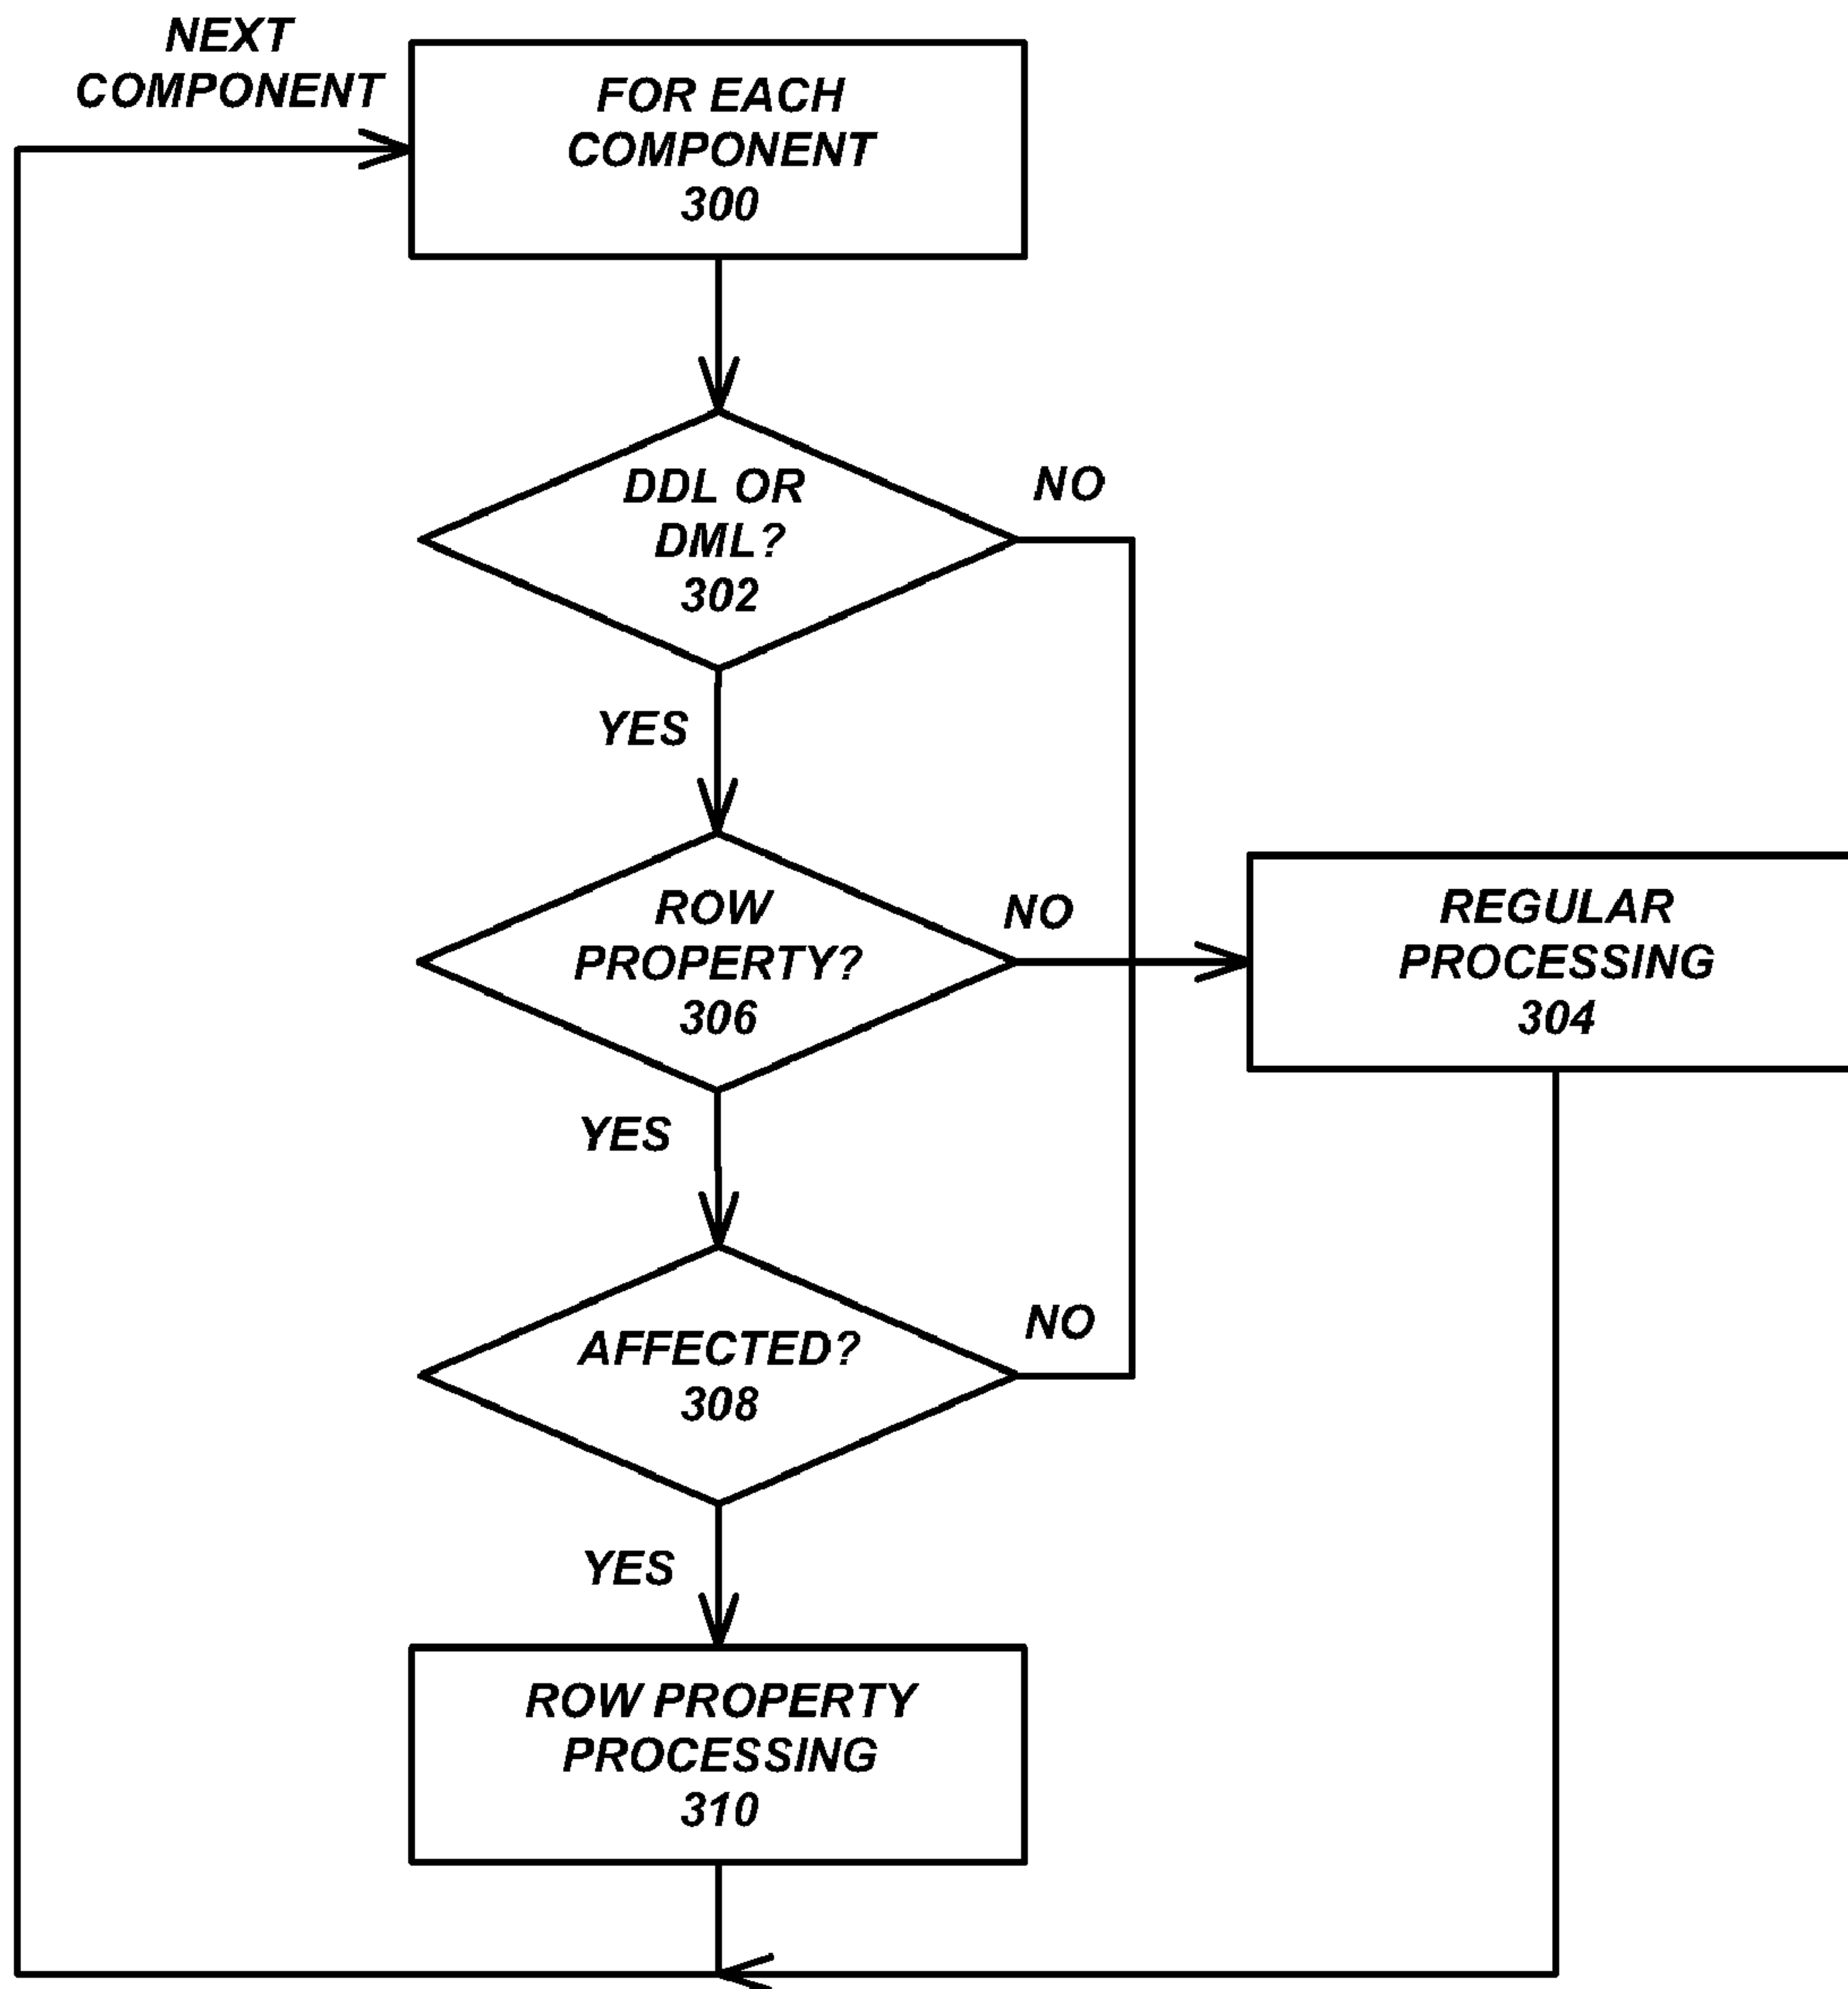 NEXT
COMPONENT
FOR EACH
COMPONENT
300
DDL OR
DML?
302
NO
YES
ROW
PROPERTY?
306
NO
REGULAR
PROCESSING
304
YES
AFFECTED?
308
NO
YES
ROW PROPERTY
PROCESSING
310